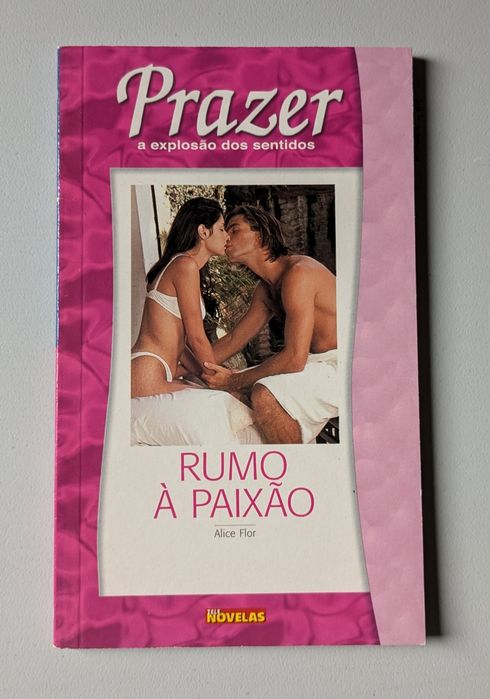 Prazer
a explosão dos sentidos
RUMO
À PAIXÃO
Alice Flor
TELE
NOVELAS